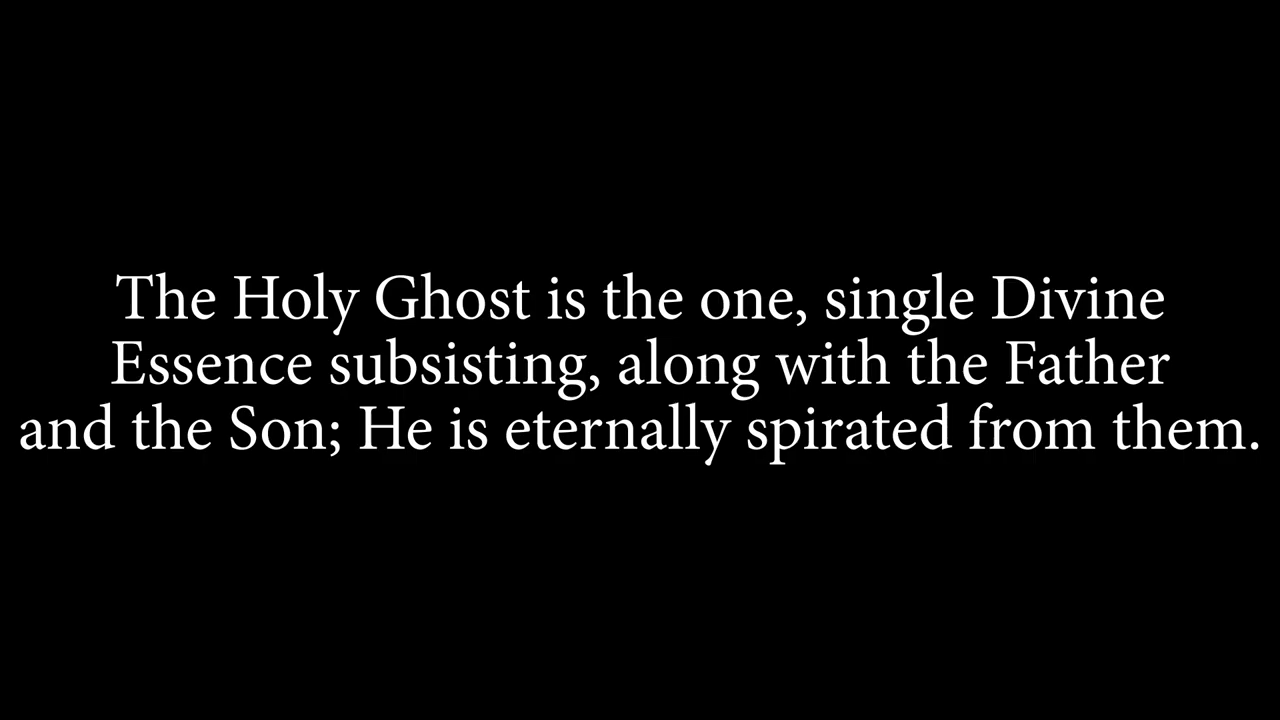 The Holy Ghost is the one, single Divine
Essence subsisting, along with the Father
and the Son; He is eternally spirated from them.